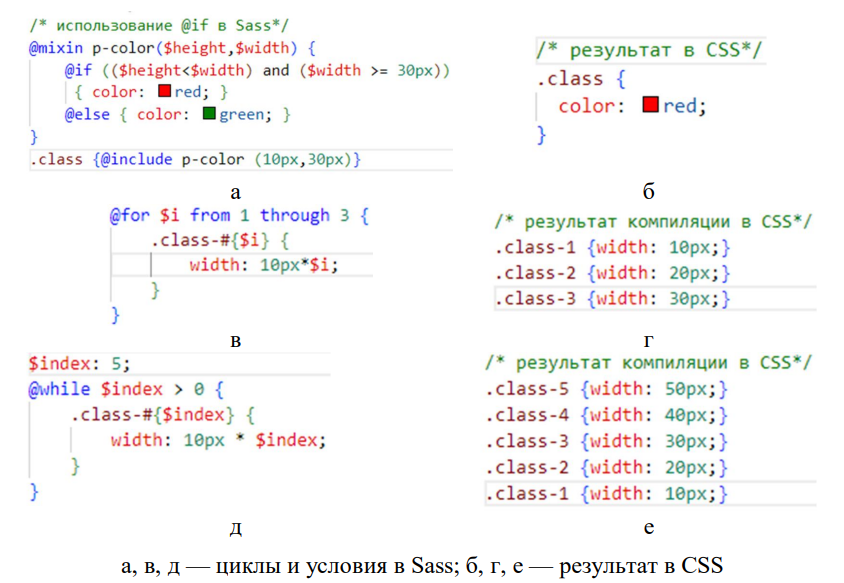 /* использование @if в Sass*/
@mixin p-color($height,$width) {
@if (($height<$width) and ($width >= 30px))
{ color: red; }
@else { color: green; }
}
.class {@include p-color (10px,30px)}
а
/* результат в CSS*/
.class {
color: red;
}
б
@for $i from 1 through 3 {
.class-#{$i} {
width: 10px*$i;
}
}
в
/* результат компиляции в CSS*/
.class-1 {width: 10px;}
.class-2 {width: 20px;}
.class-3 {width: 30px;}
г
$index: 5;
@while $index > 0 {
.class-#{$index} {
width: 10px * $index;
}
}
д
/* результат компиляции в CSS*/
.class-5 {width: 50px;}
.class-4 {width: 40px;}
.class-3 {width: 30px;}
.class-2 {width: 20px;}
.class-1 {width: 10px;}
е
а, в, д — циклы и условия в Sass; б, г, е — результат в CSS